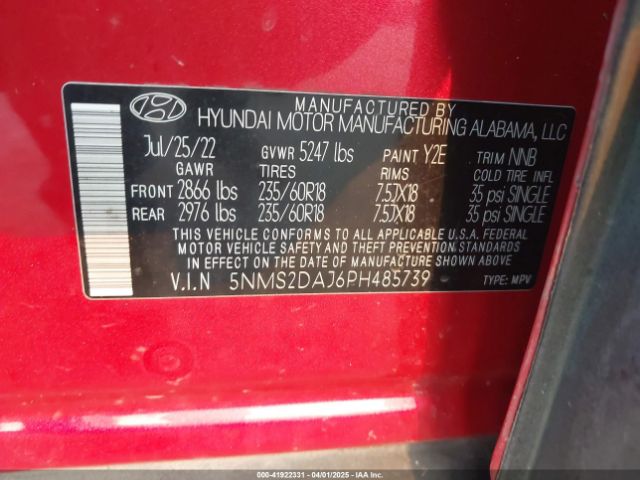 MANUFACTURED BY
HYUNDAI MOTOR MANUFACTURING ALABAMA, LLC
Jul/25/22 GVWR 5247 lbs PAINT Y2E TRIM NNB
GAWR TIRES RIMS COLD TIRE INFL
FRONT 2866 lbs 235/60R18 7.5JX18 35 psi SINGLE
REAR 2976 lbs 235/60R18 7.5JX18 35 psi SINGLE
THIS VEHICLE CONFORMS TO ALL APPLICABLE U.S.A. FEDERAL
MOTOR VEHICLE SAFETY AND THEFT PREVENTION STANDARDS
IN EFFECT ON THE DATE OF MANUFACTURE SHOWN ABOVE.
V.I.N 5NMS2DAJ6PH485739 TYPE: MPV
000-41922331 - 04/01/2025 - IAAI.COM